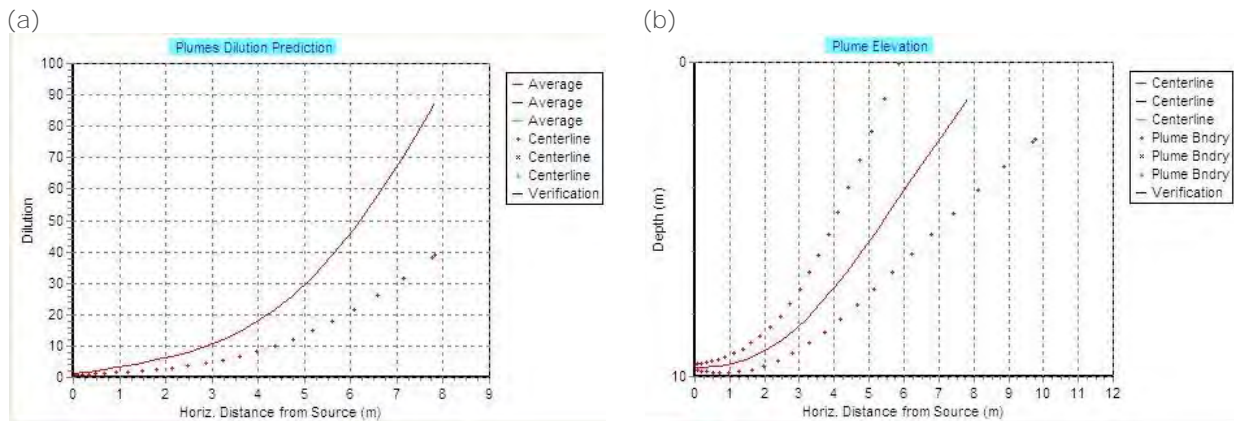 (a)
Plumes Dilution Prediction
100
90
80
70
60
50
40
30
20
10
0
Dilution
0 1 2 3 4 5 6 7 8 9
Horiz. Distance from Source (m)
Average
Average
Average
Centerline
Centerline
Centerline
Verification
(b)
Plume Elevation
0
10
Depth (m)
0 1 2 3 4 5 6 7 8 9 10 11 12
Horiz. Distance from Source (m)
Centerline
Centerline
Centerline
Plume Bndry
Plume Bndry
Plume Bndry
Verification